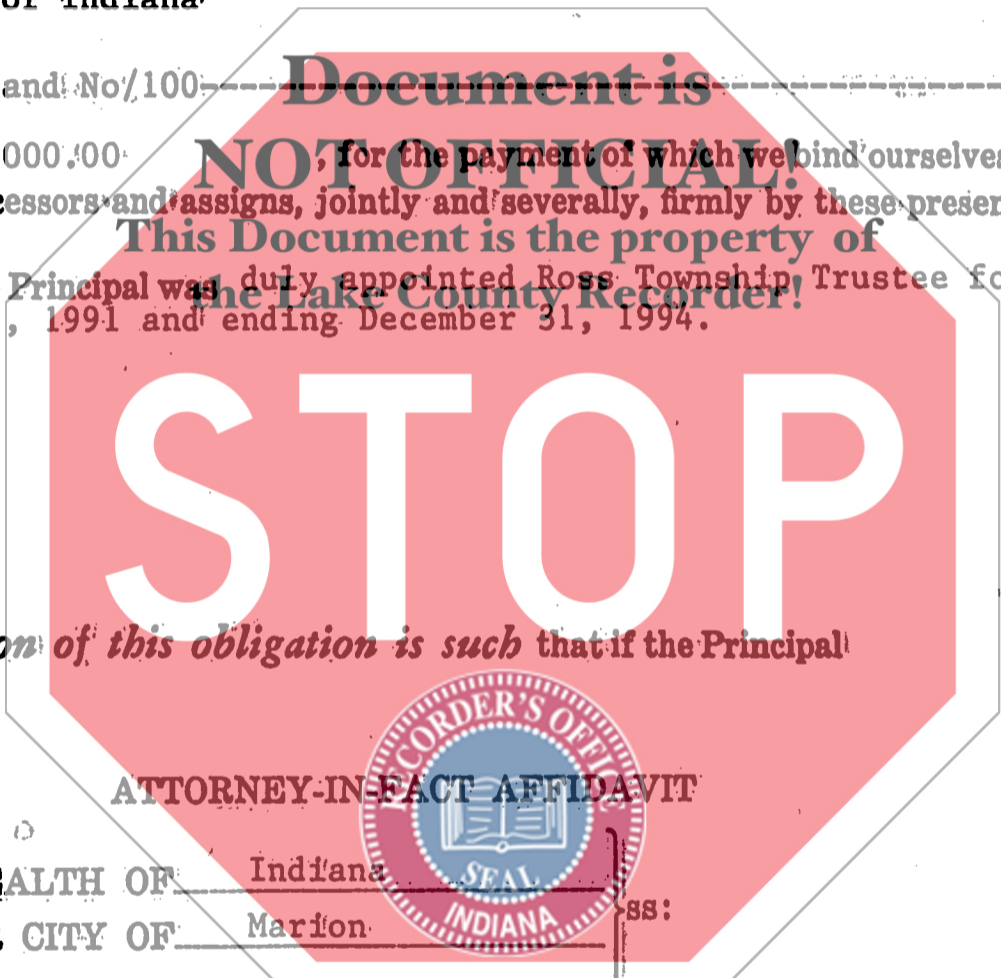 of Indiana
and No/100
Document is
000.00 , for the payment of which we bind ourselves
NOT OFFICIAL!
essors and assigns, jointly and severally, firmly by these presen
This Document is the property of
Principal was duly appointed Ross Township Trustee fo
the Lake County Recorder!
, 1991 and ending December 31, 1994.
STOP
on of this obligation is such that if the Principal
RECORDER'S OFFICE
ATTORNEY-IN-FACT AFFIDAVIT
ALTH OF Indiana
SEAL
ss:
INDIANA
CITY OF Marion